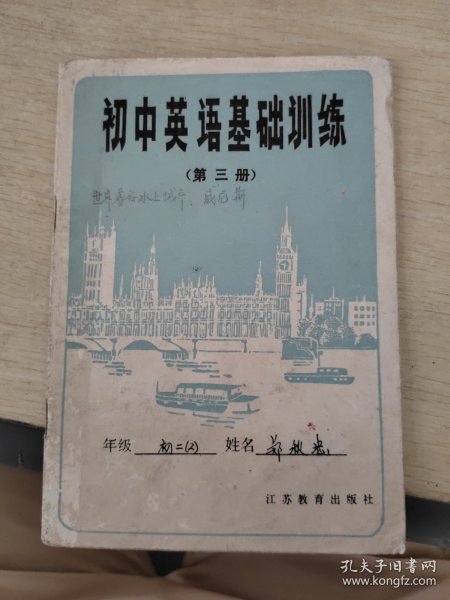 初中英语基础训练
（第三册）
世界著名水上城市、威尼斯
年级 初二(2) 姓名 郑
江苏教育出版社
孔夫子旧书网
www.kongfz.com